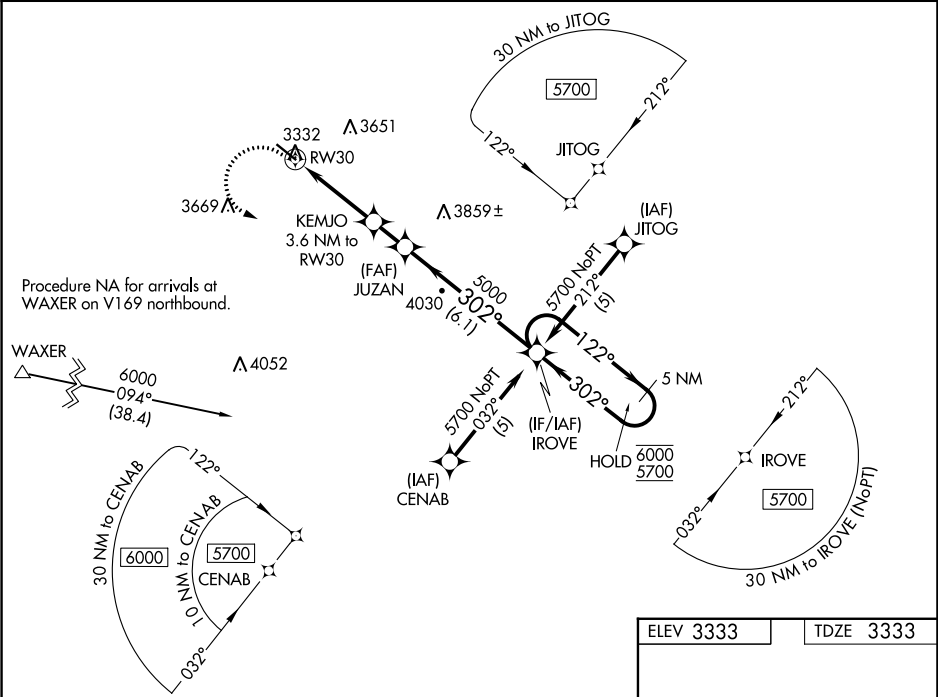 30 NM to JITOG
5700
212°
122°
JITOG
3332
3651
RW30
3669
KEMJO
3.6 NM to
RW30
3859±
(FAF)
JUZAN
(IAF)
JITOG
5700 NoPT
212°
(5)
Procedure NA for arrivals at
WAXER on V169 northbound.
4030
5000
302°
(6.1)
WAXER
6000
094°
(38.4)
4052
122°
302°
5 NM
5700 NoPT
032°
(5)
(IF/IAF)
IROVE
HOLD
6000
5700
(IAF)
CENAB
212°
IROVE
5700
032°
30 NM to IROVE (NoPT)
122°
30 NM to CENAB
6000
10 NM to CENAB
5700
CENAB
032°
ELEV 3333
TDZE 3333